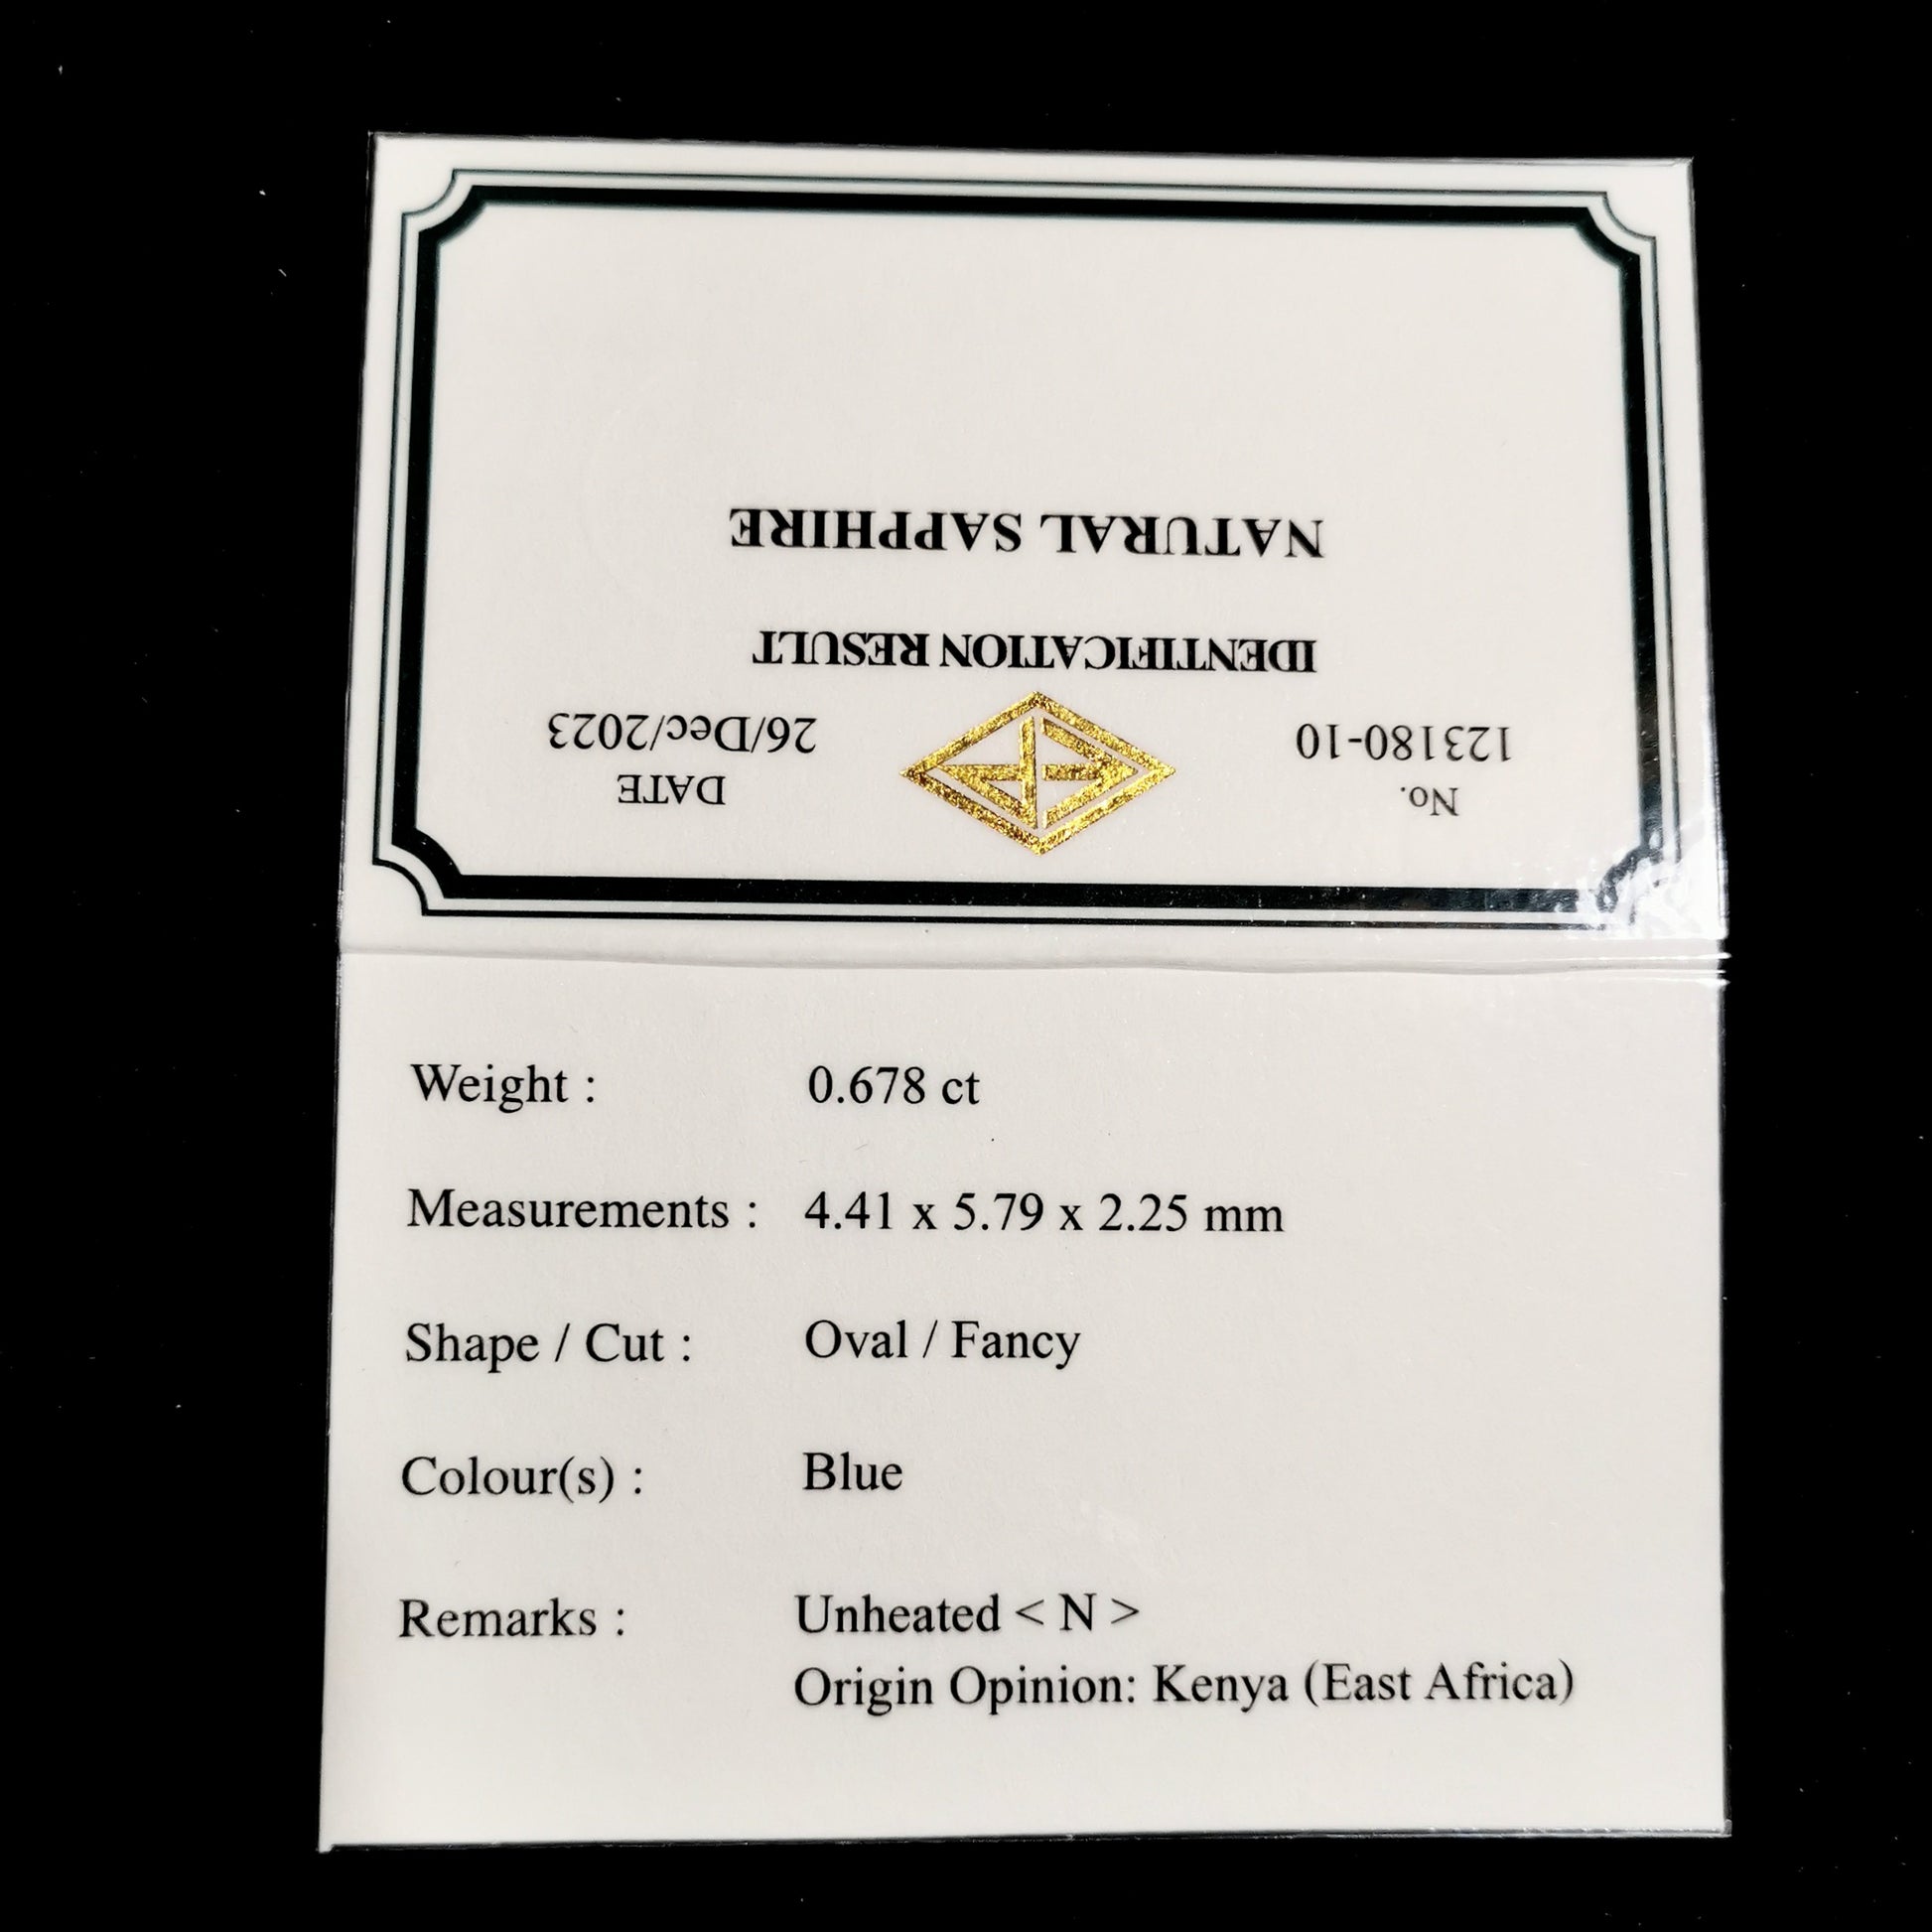 No.
123180-10
DATE
26/Dec/2023
IDENTIFICATION RESULT
NATURAL SAPPHIRE
Weight : 0.678 ct
Measurements : 4.41 x 5.79 x 2.25 mm
Shape / Cut : Oval / Fancy
Colour(s) : Blue
Remarks : Unheated < N >
Origin Opinion: Kenya (East Africa)